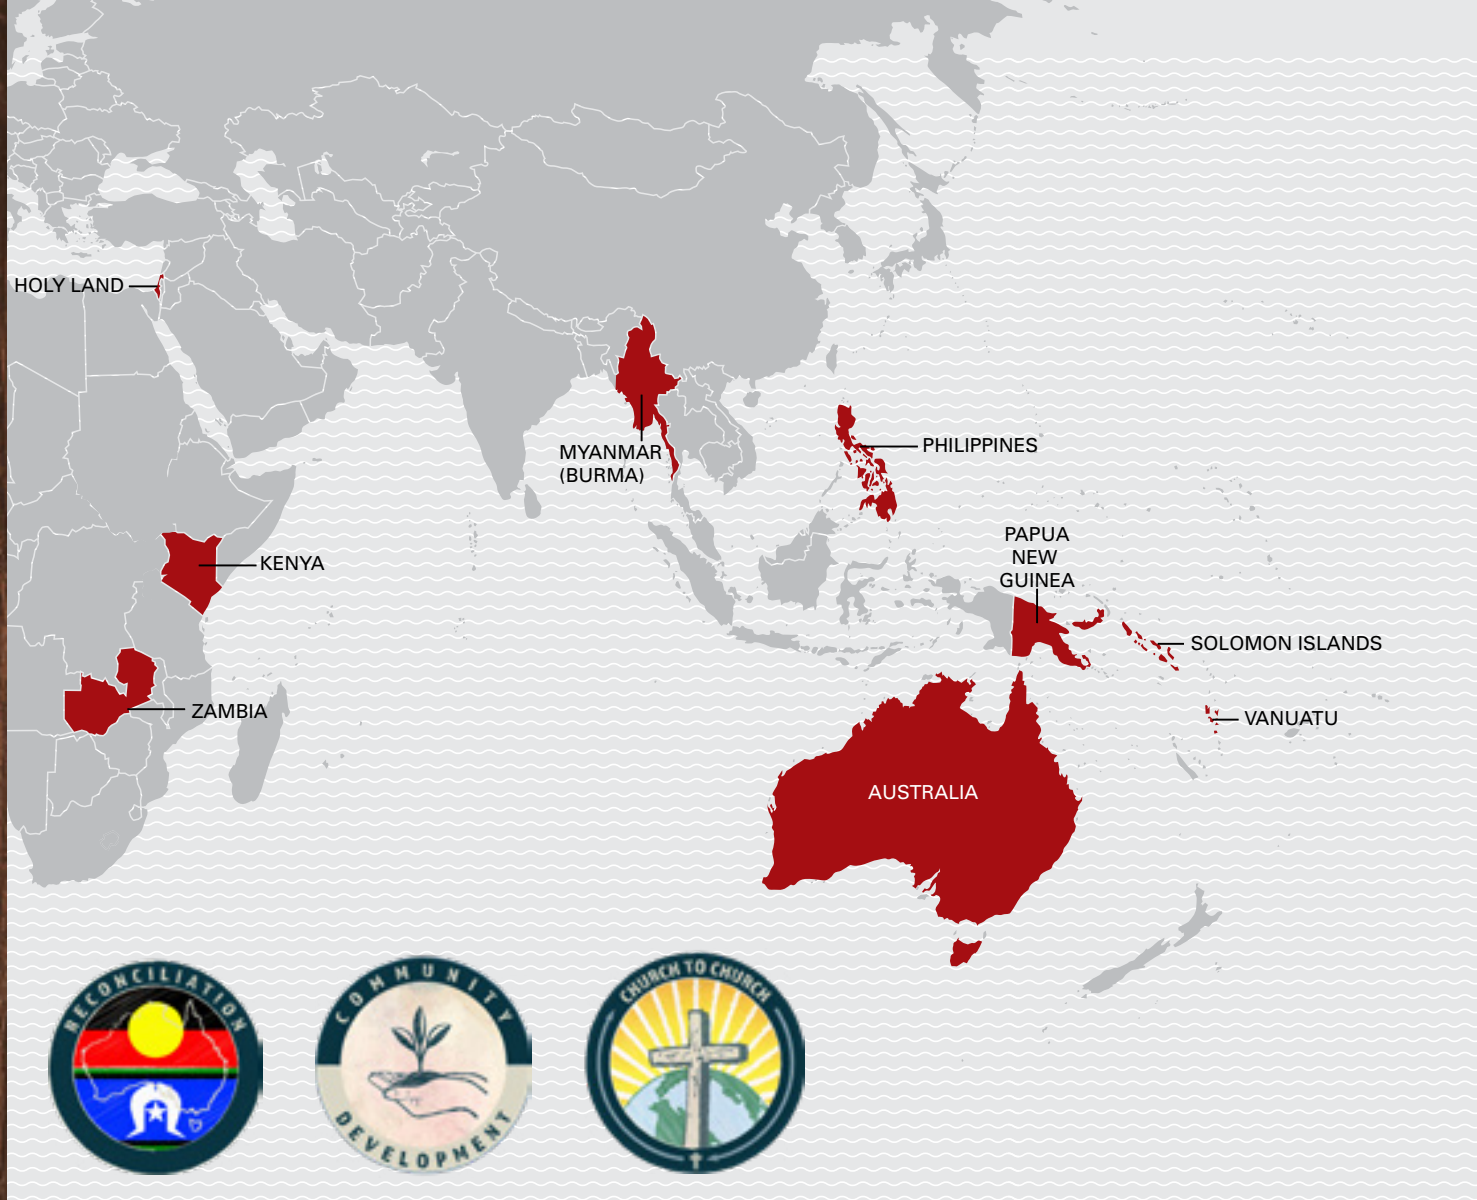 HOLY LAND
MYANMAR
(BURMA)
PHILIPPINES
PAPUA
NEW
GUINEA
KENYA
SOLOMON ISLANDS
ZAMBIA
VANUATU
AUSTRALIA
RECONCILIATION
COMMUNITY
DEVELOPMENT
CHURCH TO CHURCH